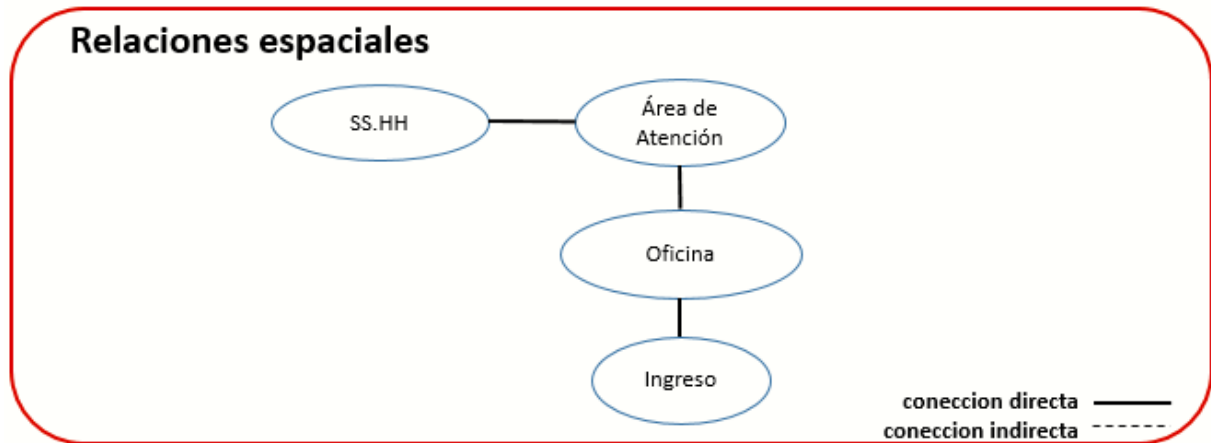 Relaciones espaciales
SS.HH
Área de
Atención
Oficina
Ingreso
coneccion directa
coneccion indirecta